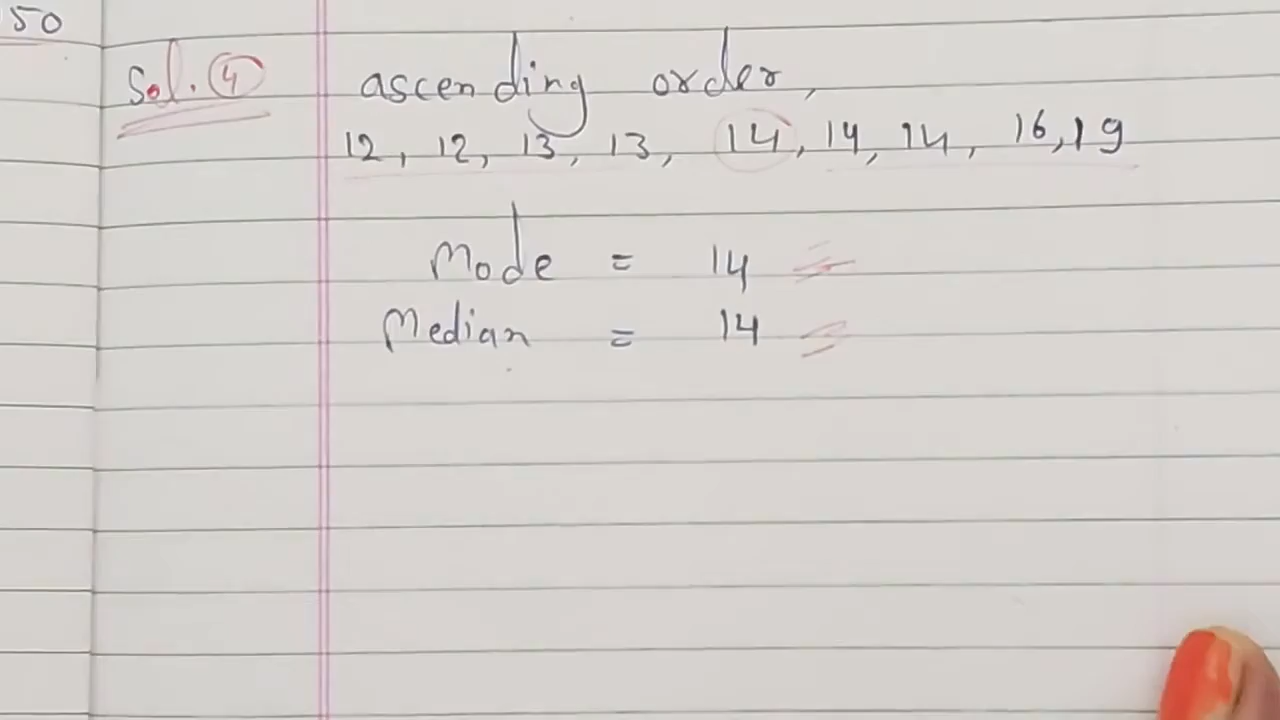 50
Sol. 4 ascending order,
12, 12, 13, 13, 14, 14, 14, 16, 19
Mode = 14
Median = 14